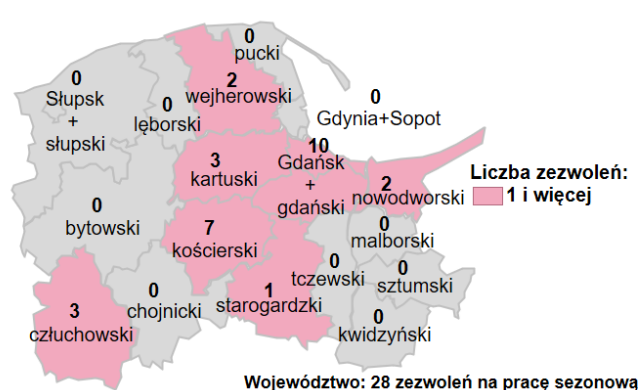 0
pucki
2
wejherowski
0
Słupsk
+
słupski
0
lęborski
0
Gdynia+Sopot
10
Gdańsk
+
gdański
3
kartuski
2
nowodworski
Liczba zezwoleń:
1 i więcej
0
bytowski
7
kościerski
0
malborski
0
tczewski
0
sztumski
3
człuchowski
0
chojnicki
1
starogardzki
0
kwidzyński
Województwo: 28 zezwoleń na pracę sezonową